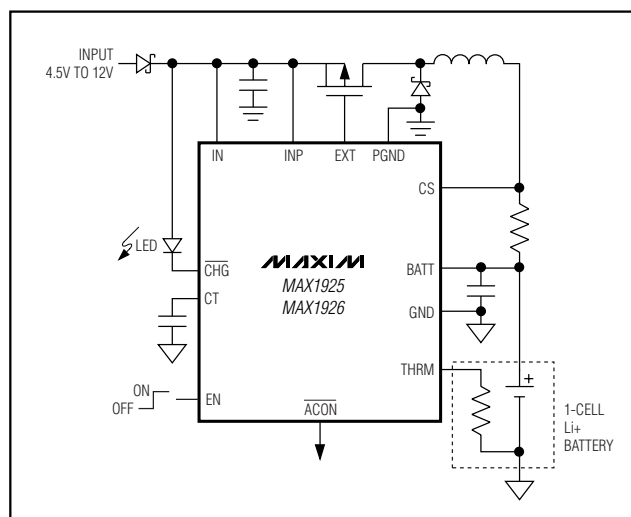 INPUT
4.5V TO 12V
IN
INP
EXT
PGND
CS
LED
CHG
MAXIM
BATT
MAX1925
CT
MAX1926
GND
THRM
ON
OFF
EN
ACON
+
1-CELL
Li+
BATTERY